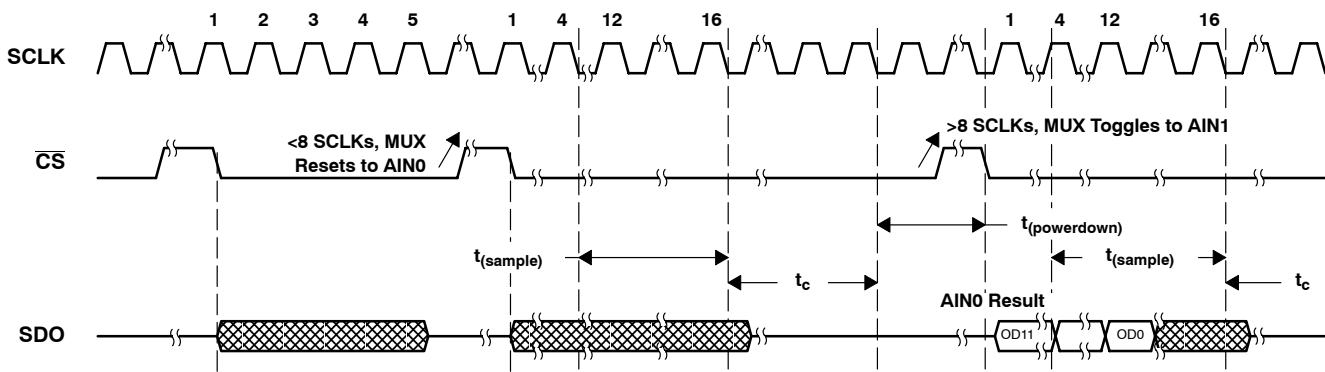 1 2 3 4 5 1 4 12 16 1 4 12 16
SCLK
<8 SCLKs, MUX
Resets to AIN0
>8 SCLKs, MUX Toggles to AIN1
CS
t(powerdown)
t(sample)
t(sample)
tc
tc
AIN0 Result
SDO
OD11
OD0